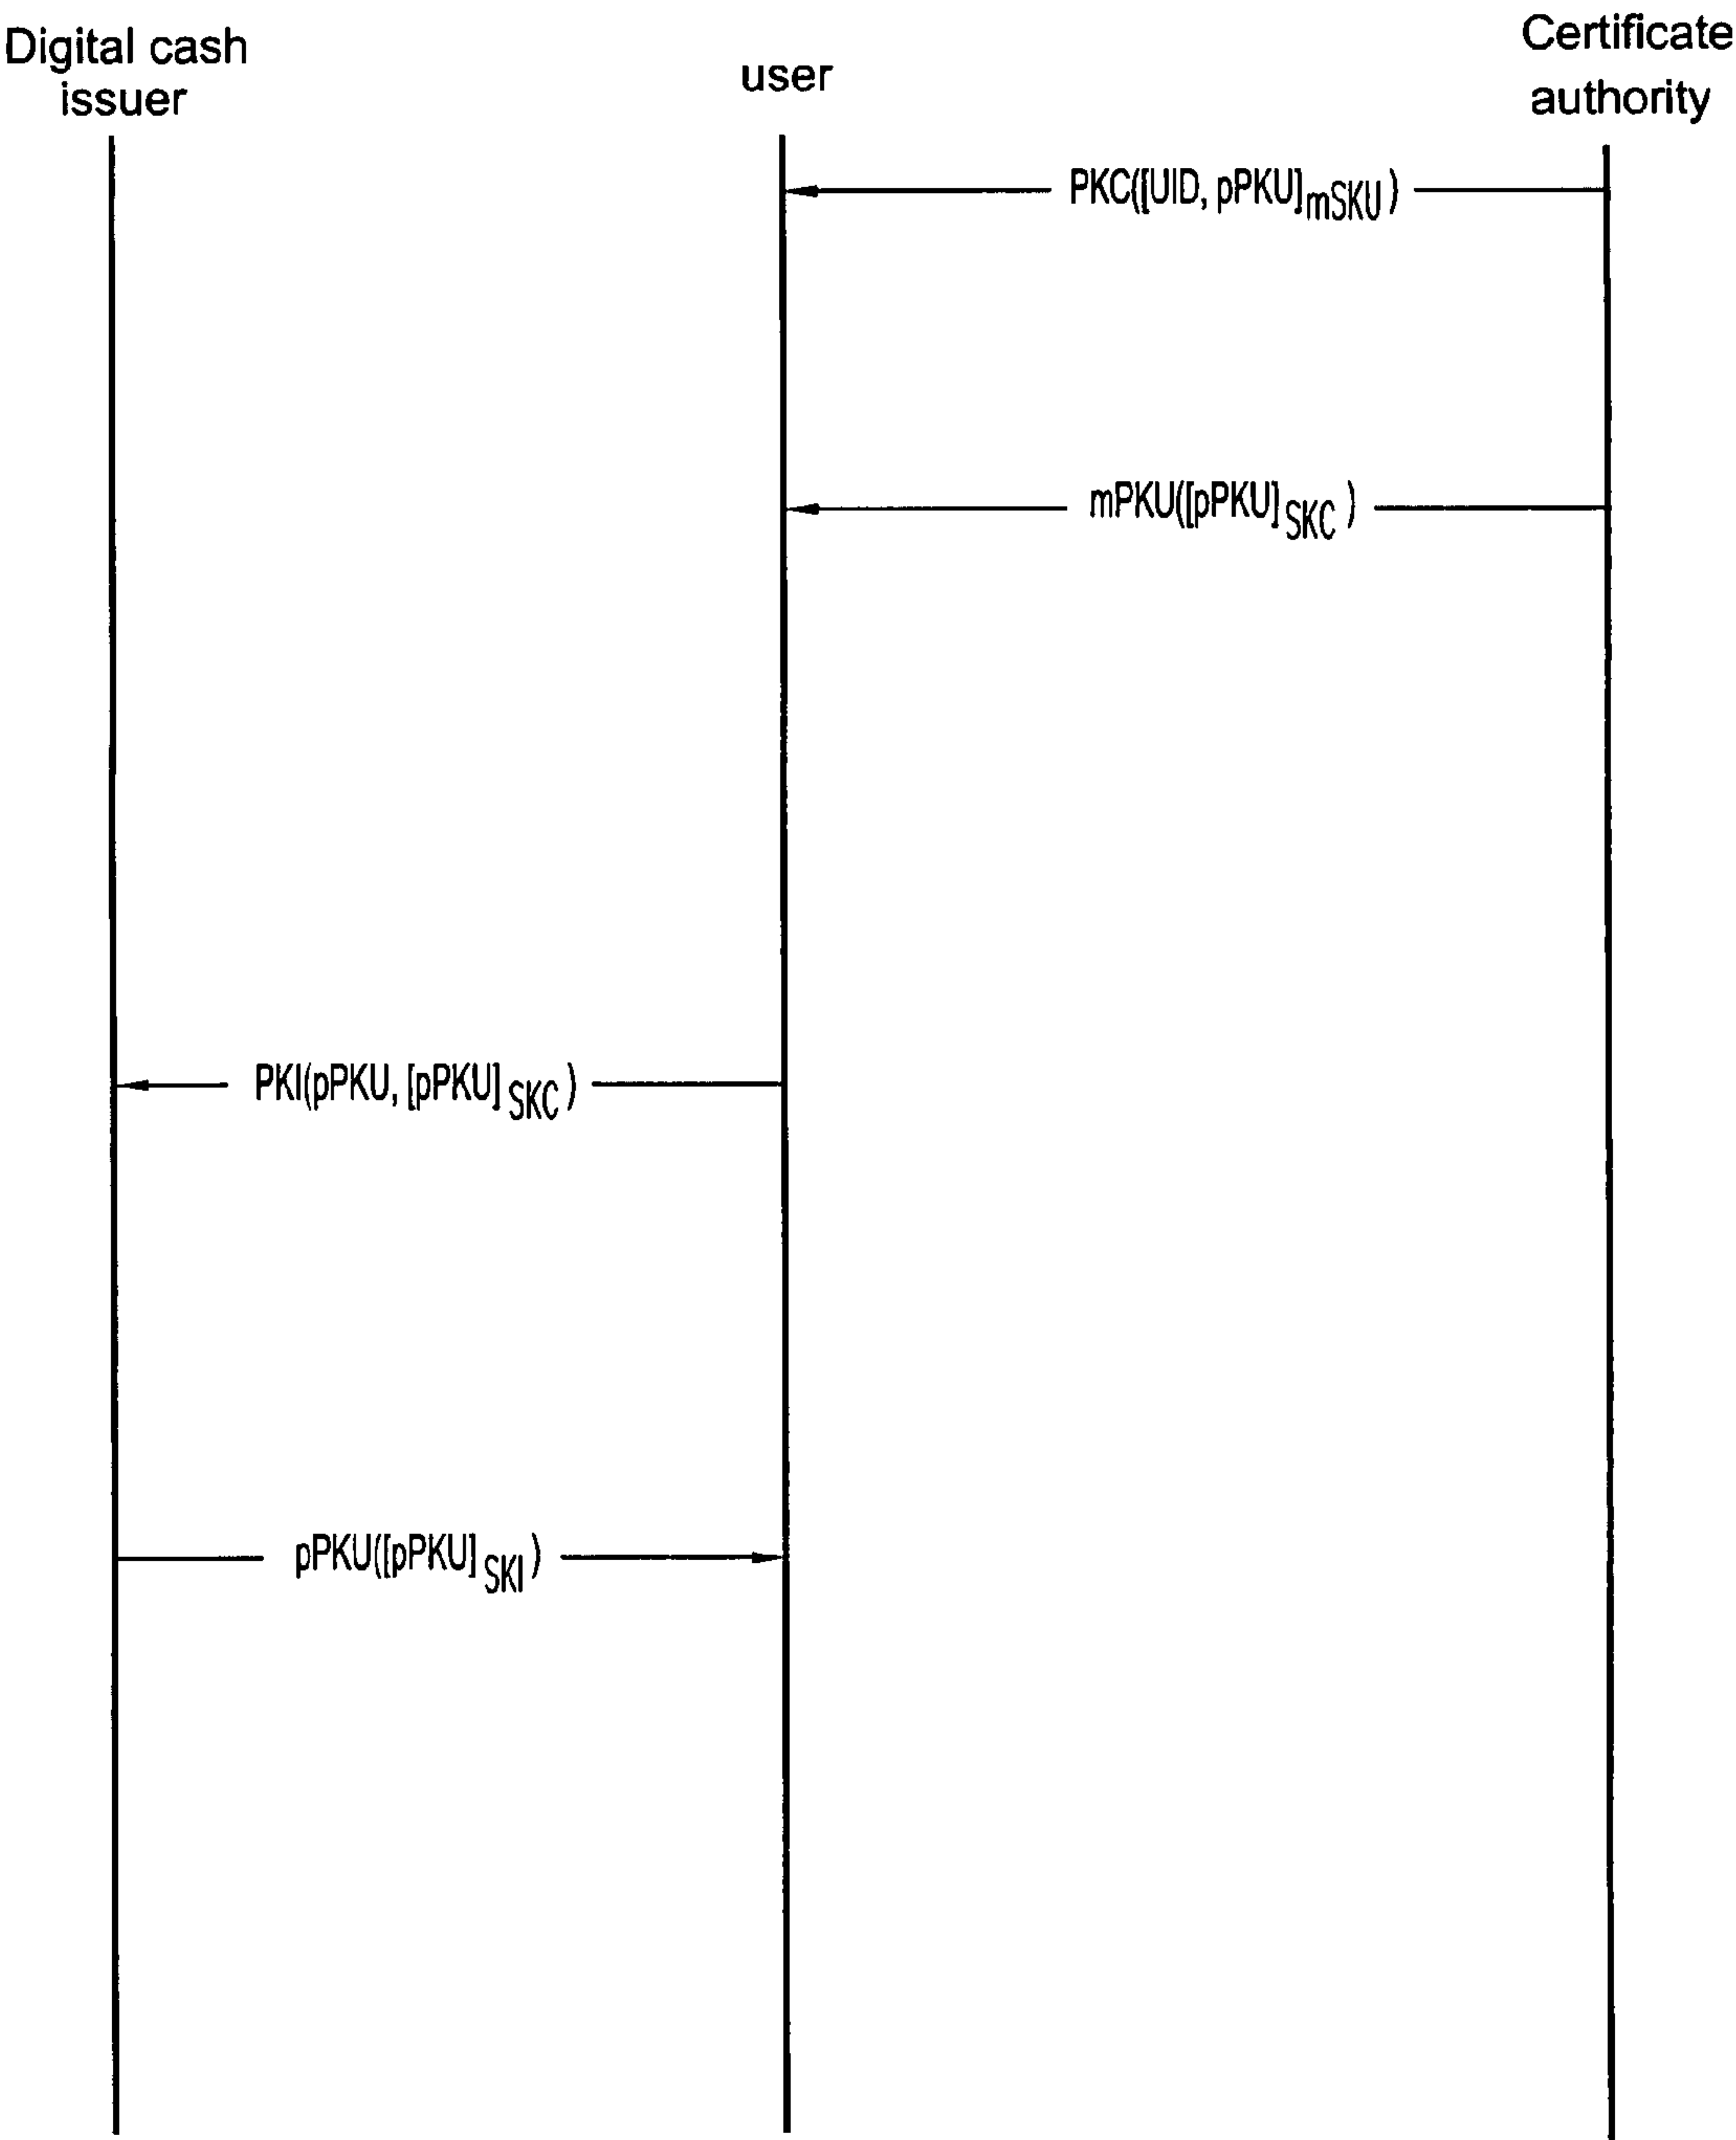 Digital cash
issuer
user
Certificate
authority
PKC([UID, pPKU]mSKU)
mPKU([pPKU]SKC)
PKI(pPKU, [pPKU]SKC)
pPKU([pPKU]SKI)